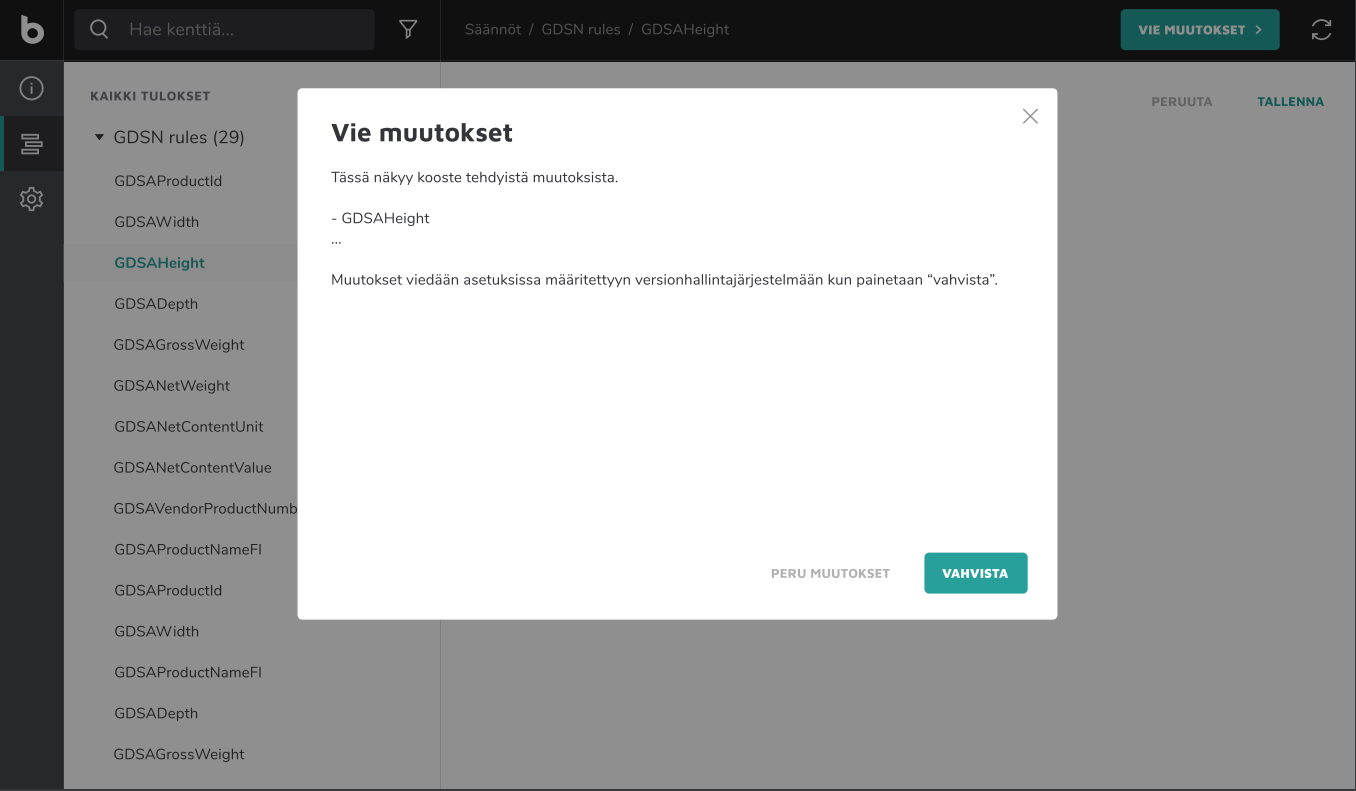 b
Hae kenttiä...
Säännöt / GDSN rules / GDSAHeight
VIE MUUTOKSET >
KAIKKI TULOKSET
GDSN rules (29)
GDSAProductId
GDSAWidth
GDSAHeight
GDSADepth
GDSAGrossWeight
GDSANetWeight
GDSANetContentUnit
GDSANetContentValue
GDSAVendorProductNumb
GDSAProductNameFI
GDSAProductId
GDSAWidth
GDSAProductNameFI
GDSADepth
GDSAGrossWeight
PERUUTA
TALLENNA
Vie muutokset
Tässä näkyy kooste tehdyistä muutoksista.
- GDSAHeight
...
Muutokset viedään asetuksissa määritettyyn versionhallintajärjestelmään kun painetaan “vahvista”.
PERU MUUTOKSET
VAHVISTA